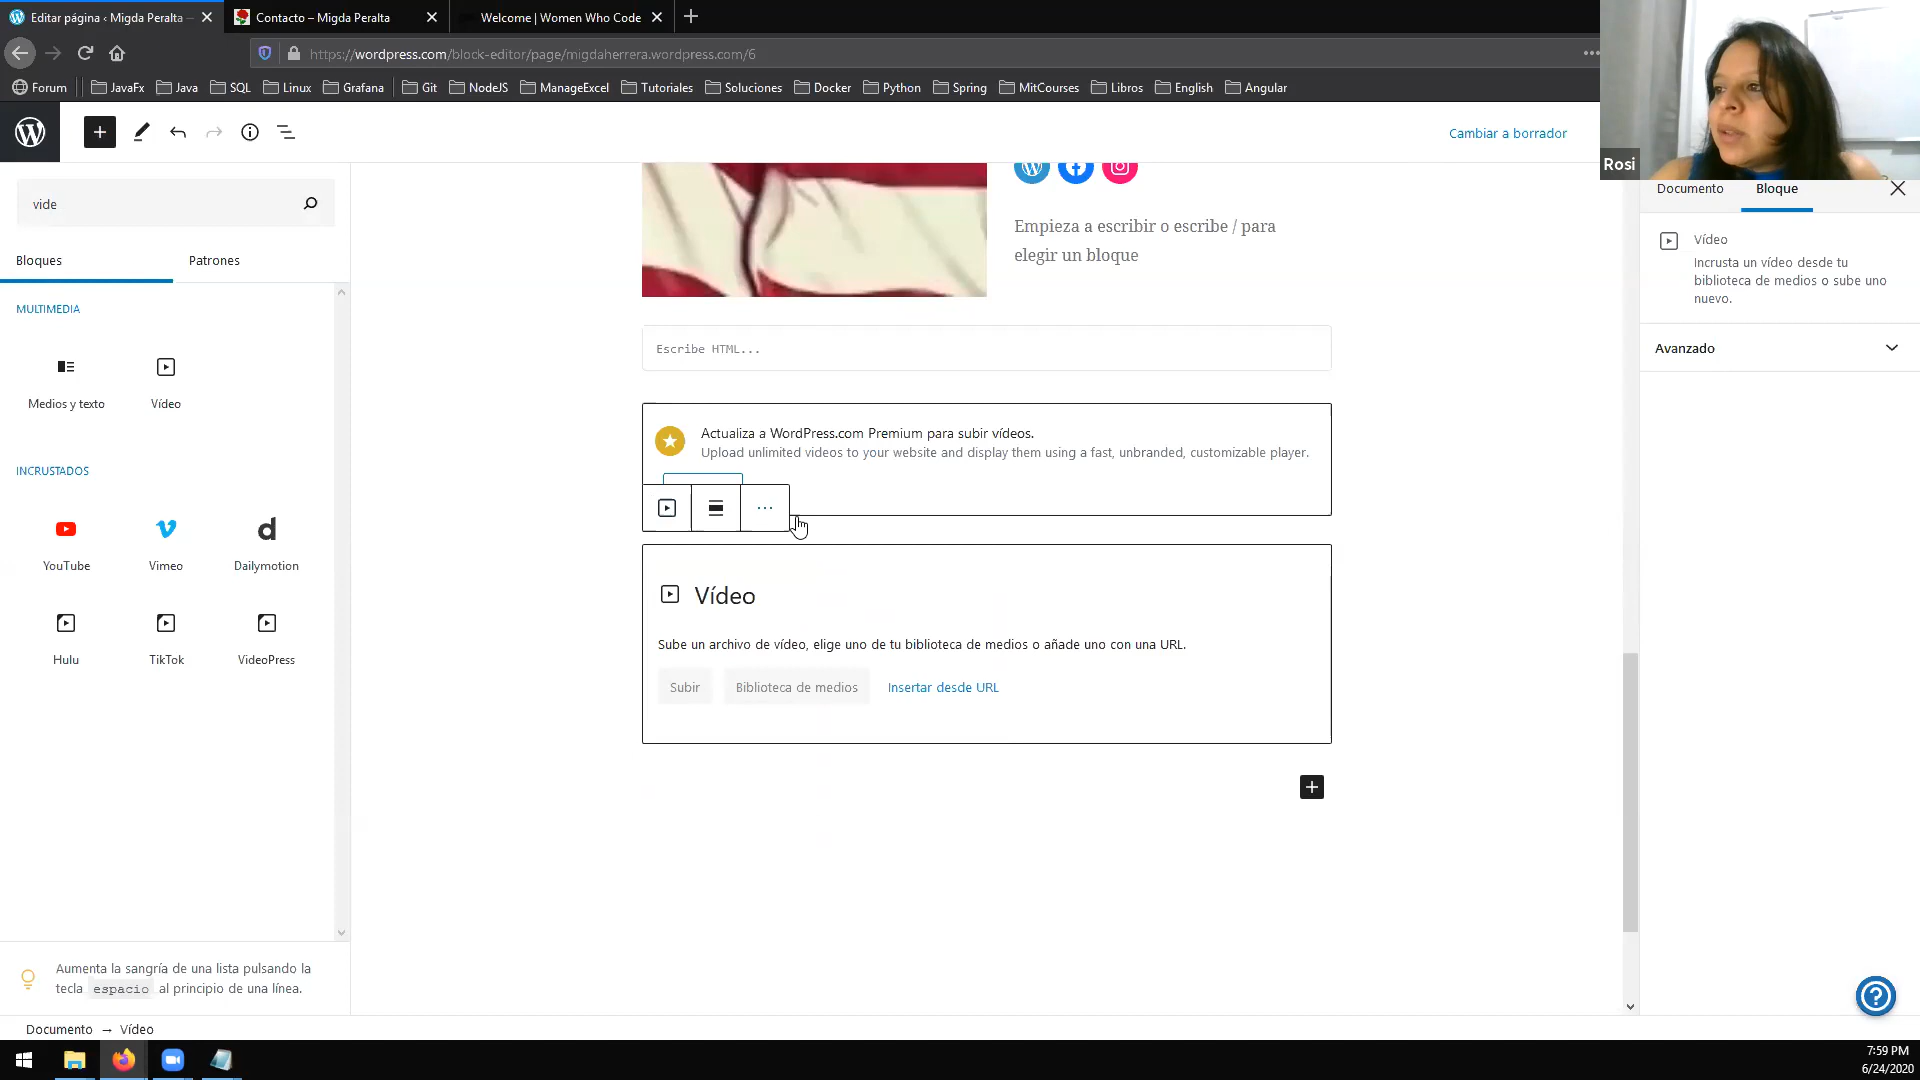 Editar página ‹ Migda Peralta —
Contacto – Migda Peralta
Welcome | Women Who Code
https://wordpress.com/block-editor/page/migdaherrera.wordpress.com/6
Forum
JavaFx
Java
SQL
Linux
Grafana
Git
NodeJS
ManageExcel
Tutoriales
Soluciones
Docker
Python
Spring
MitCourses
Libros
English
Angular
Cambiar a borrador
Rosi
vide
Bloques
Patrones
MULTIMEDIA
Medios y texto
Vídeo
INCRUSTADOS
YouTube
Vimeo
Dailymotion
Hulu
TikTok
VideoPress
Aumenta la sangría de una lista pulsando la
tecla espacio al principio de una línea.
Empieza a escribir o escribe / para
elegir un bloque
Escribe HTML...
Actualiza a WordPress.com Premium para subir vídeos.
Upload unlimited videos to your website and display them using a fast, unbranded, customizable player.
Vídeo
Sube un archivo de vídeo, elige uno de tu biblioteca de medios o añade uno con una URL.
Subir
Biblioteca de medios
Insertar desde URL
Documento
Bloque
Vídeo
Incrusta un vídeo desde tu
biblioteca de medios o sube uno
nuevo.
Avanzado
Documento → Vídeo
7:59 PM
6/24/2020